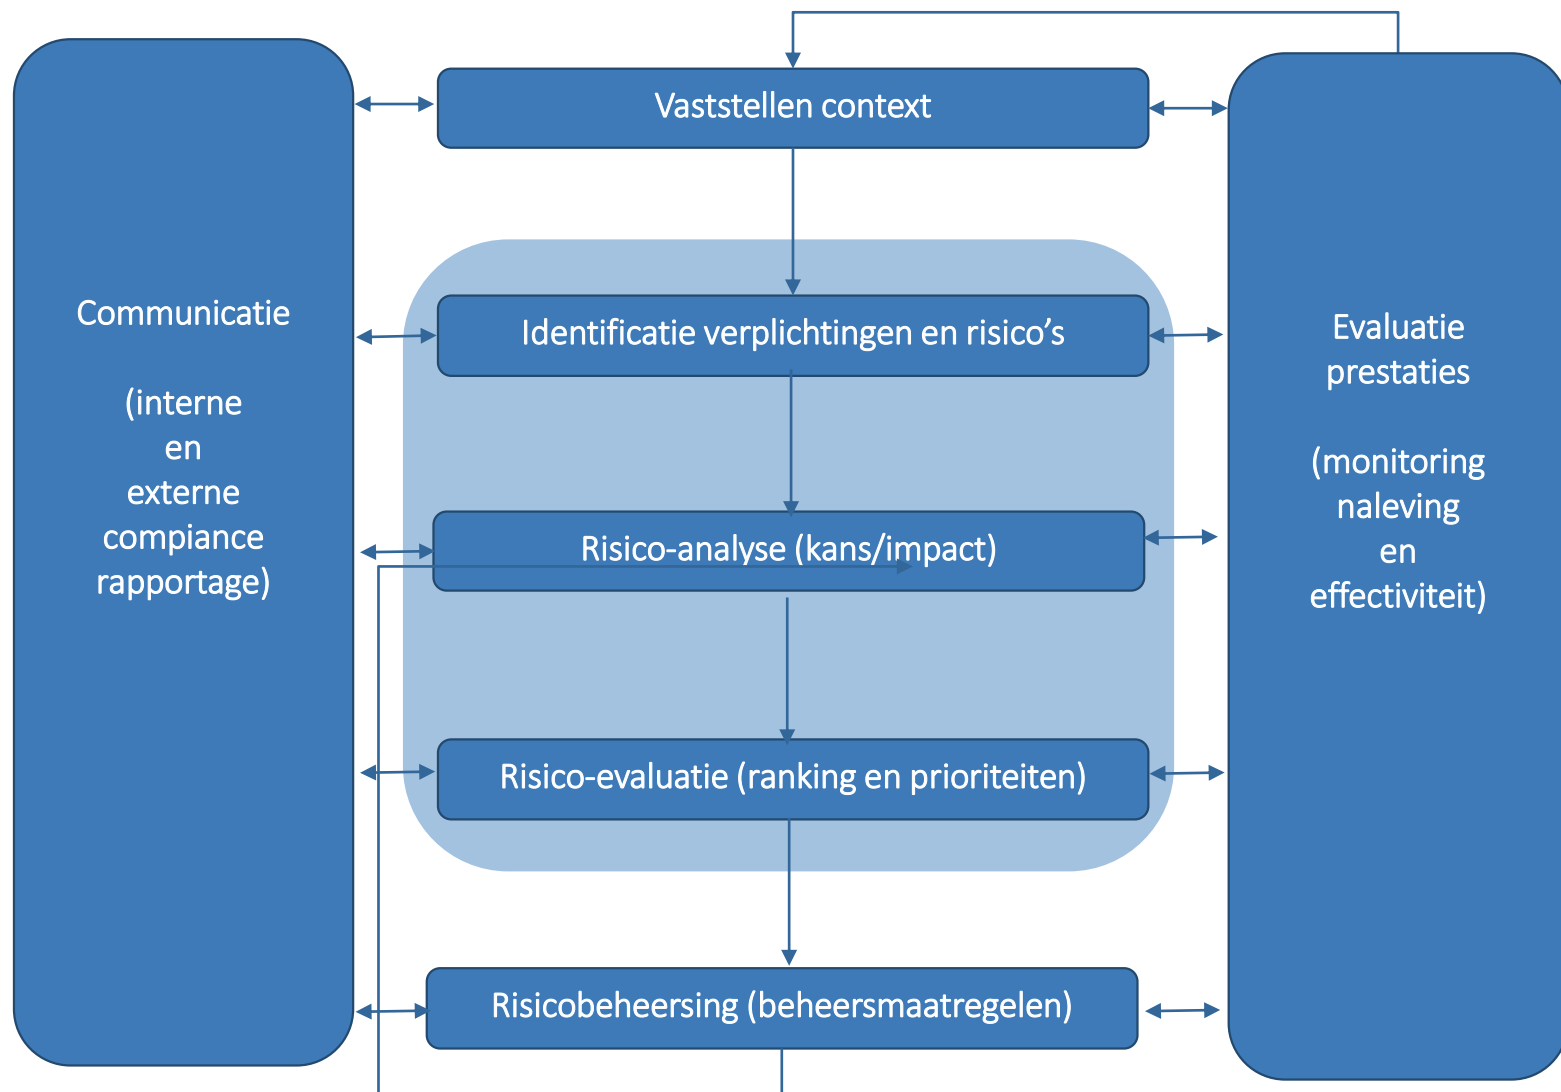 Vaststellen context
Communicatie
(interne
en
externe
compiance
rapportage)
Identificatie verplichtingen en risico’s
Risico-analyse (kans/impact)
Risico-evaluatie (ranking en prioriteiten)
Risicobeheersing (beheersmaatregelen)
Evaluatie
prestaties
(monitoring
naleving
en
effectiviteit)